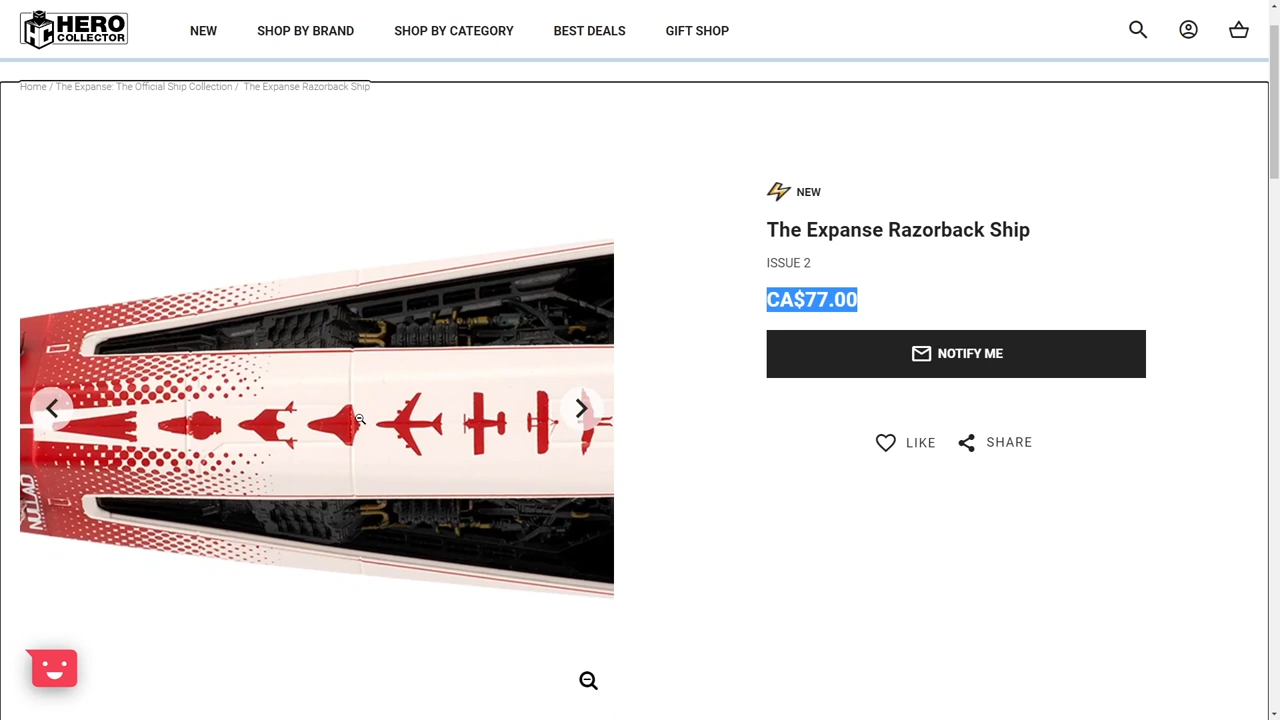 HERO
COLLECTOR
NEW
SHOP BY BRAND
SHOP BY CATEGORY
BEST DEALS
GIFT SHOP
Home / The Expanse: The Official Ship Collection / The Expanse Razorback Ship
NEW
The Expanse Razorback Ship
ISSUE 2
CA$77.00
NOTIFY ME
LIKE
SHARE